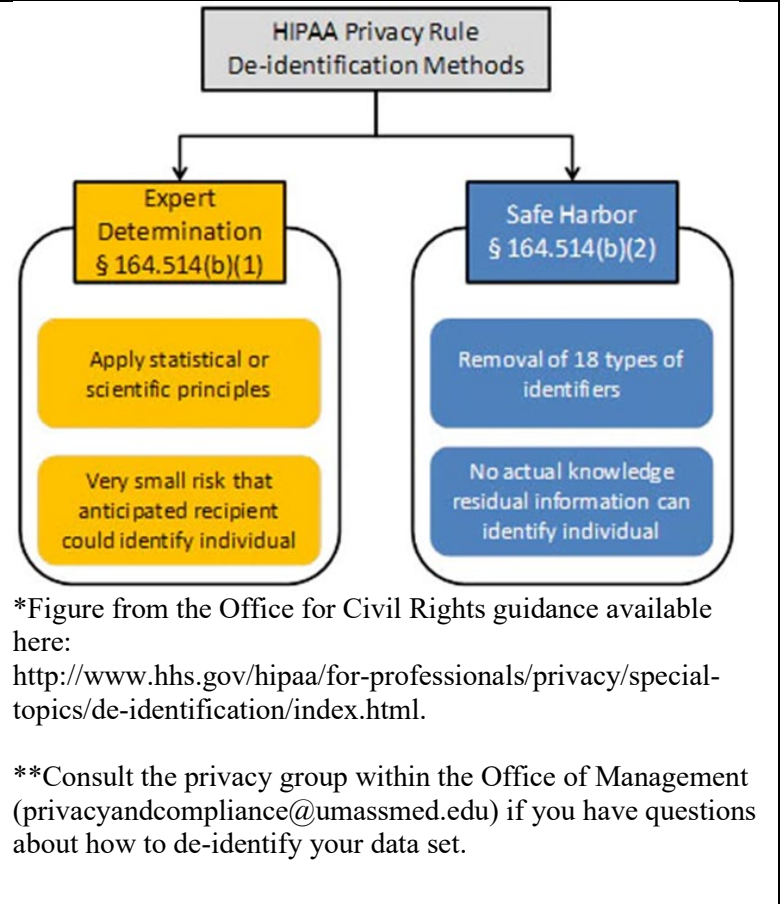 HIPAA Privacy Rule
De-identification Methods
Expert
Determination
§ 164.514(b)(1)
Apply statistical or
scientific principles
Very small risk that
anticipated recipient
could identify individual
Safe Harbor
§ 164.514(b)(2)
Removal of 18 types of
identifiers
No actual knowledge
residual information can
identify individual
*Figure from the Office for Civil Rights guidance available
here:
http://www.hhs.gov/hipaa/for-professionals/privacy/special-
topics/de-identification/index.html.
**Consult the privacy group within the Office of Management
(privacyandcompliance@umassmed.edu) if you have questions
about how to de-identify your data set.